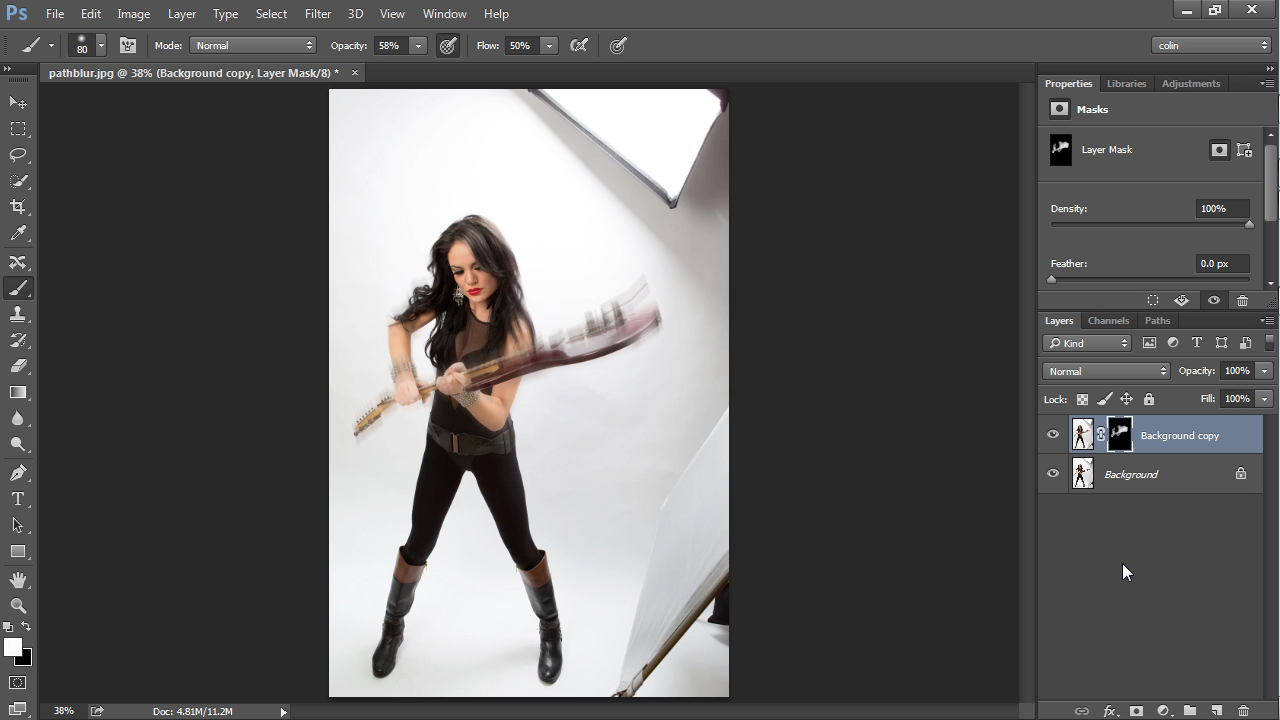 Ps File Edit Image Layer Type Select Filter 3D View Window Help
80 Mode: Normal Opacity: 58% Flow: 50% colin
pathblur.jpg @ 38% (Background copy, Layer Mask/8) * ×
Properties Libraries Adjustments
Masks
Layer Mask
Density: 100%
Feather: 0.0 px
Layers Channels Paths
Kind
Normal Opacity: 100%
Lock: Fill: 100%
Background copy
Background
38% Doc: 4.81M/11.2M